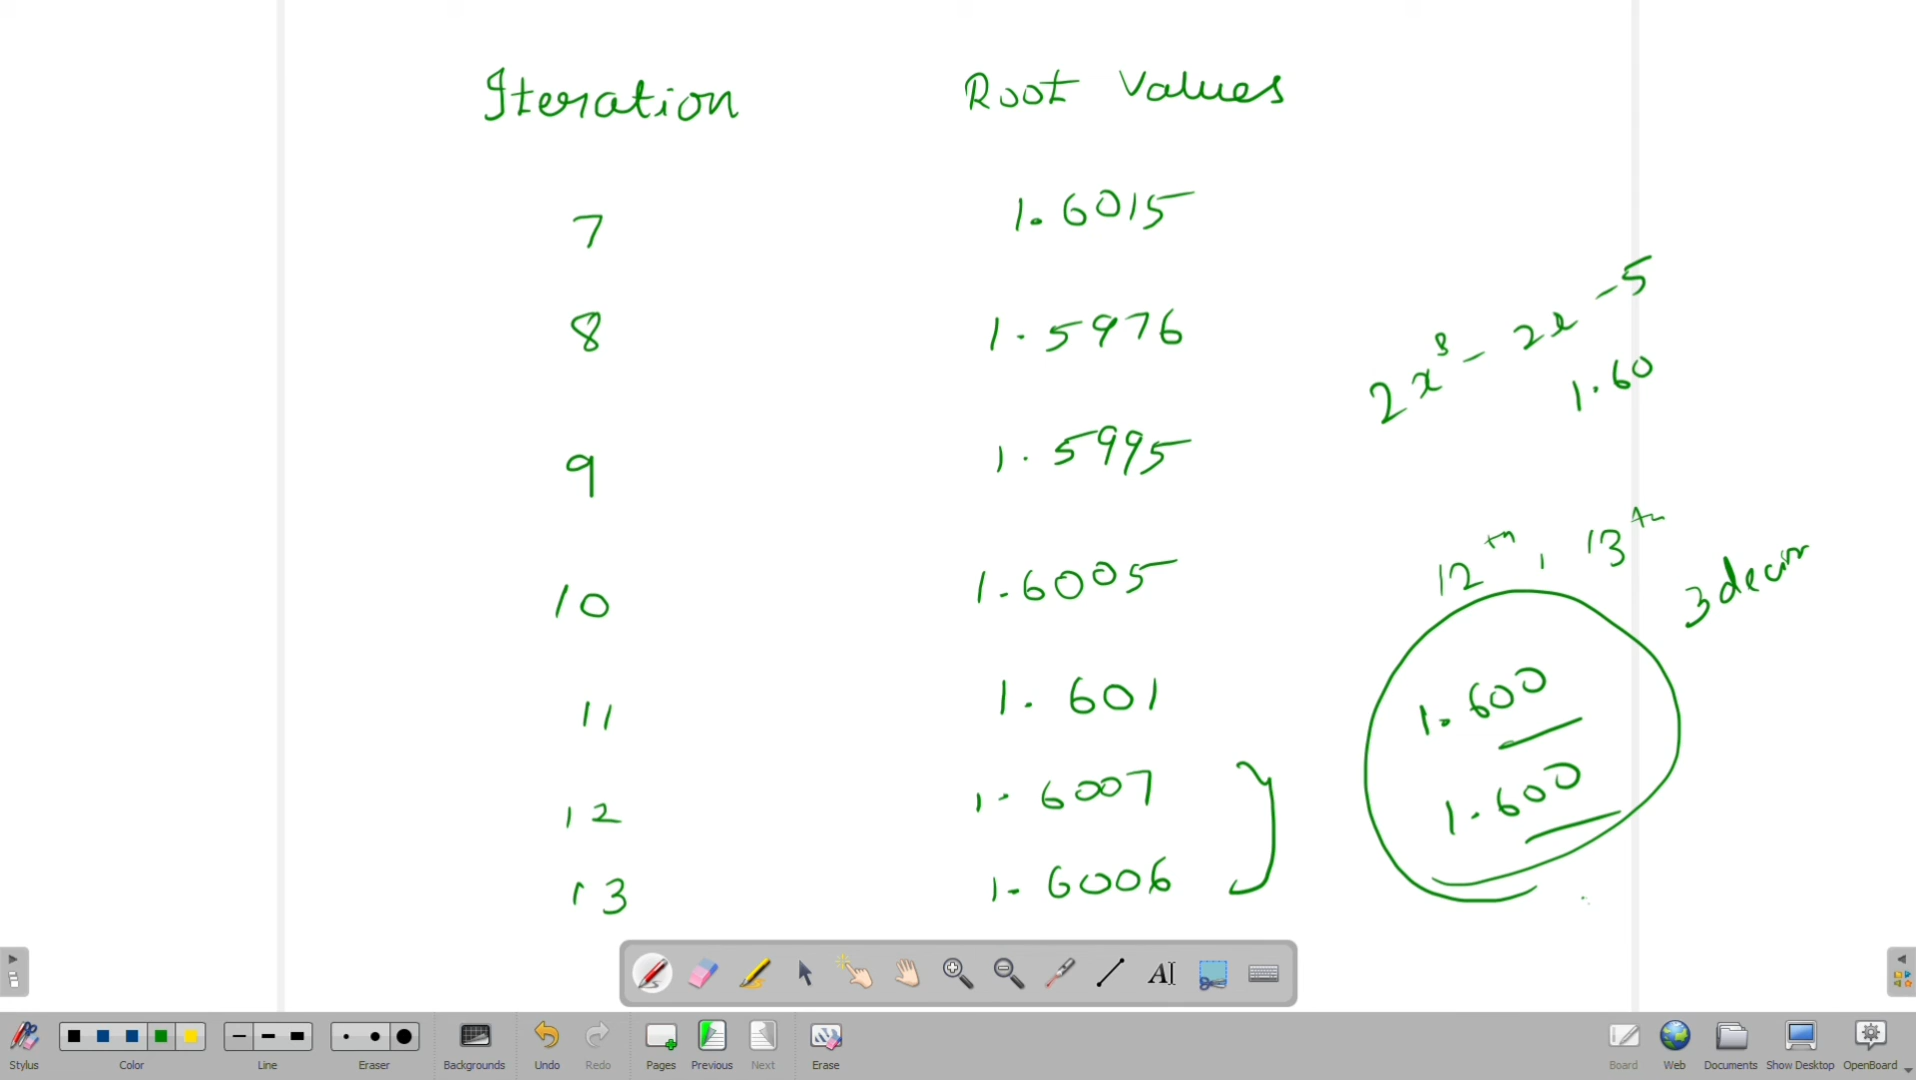 Iteration Root Values
7 1.6015
8 1.5976
9 1.5995
10 1.6005
11 1.601
12 1.6007
13 1.6006
2x³ - 2x - 5
1.60
12th, 13th
3 decim
1.600
1.600
Stylus Color Line Eraser Backgrounds Undo Redo Pages Previous Next Erase Board Web Documents Show Desktop OpenBoard